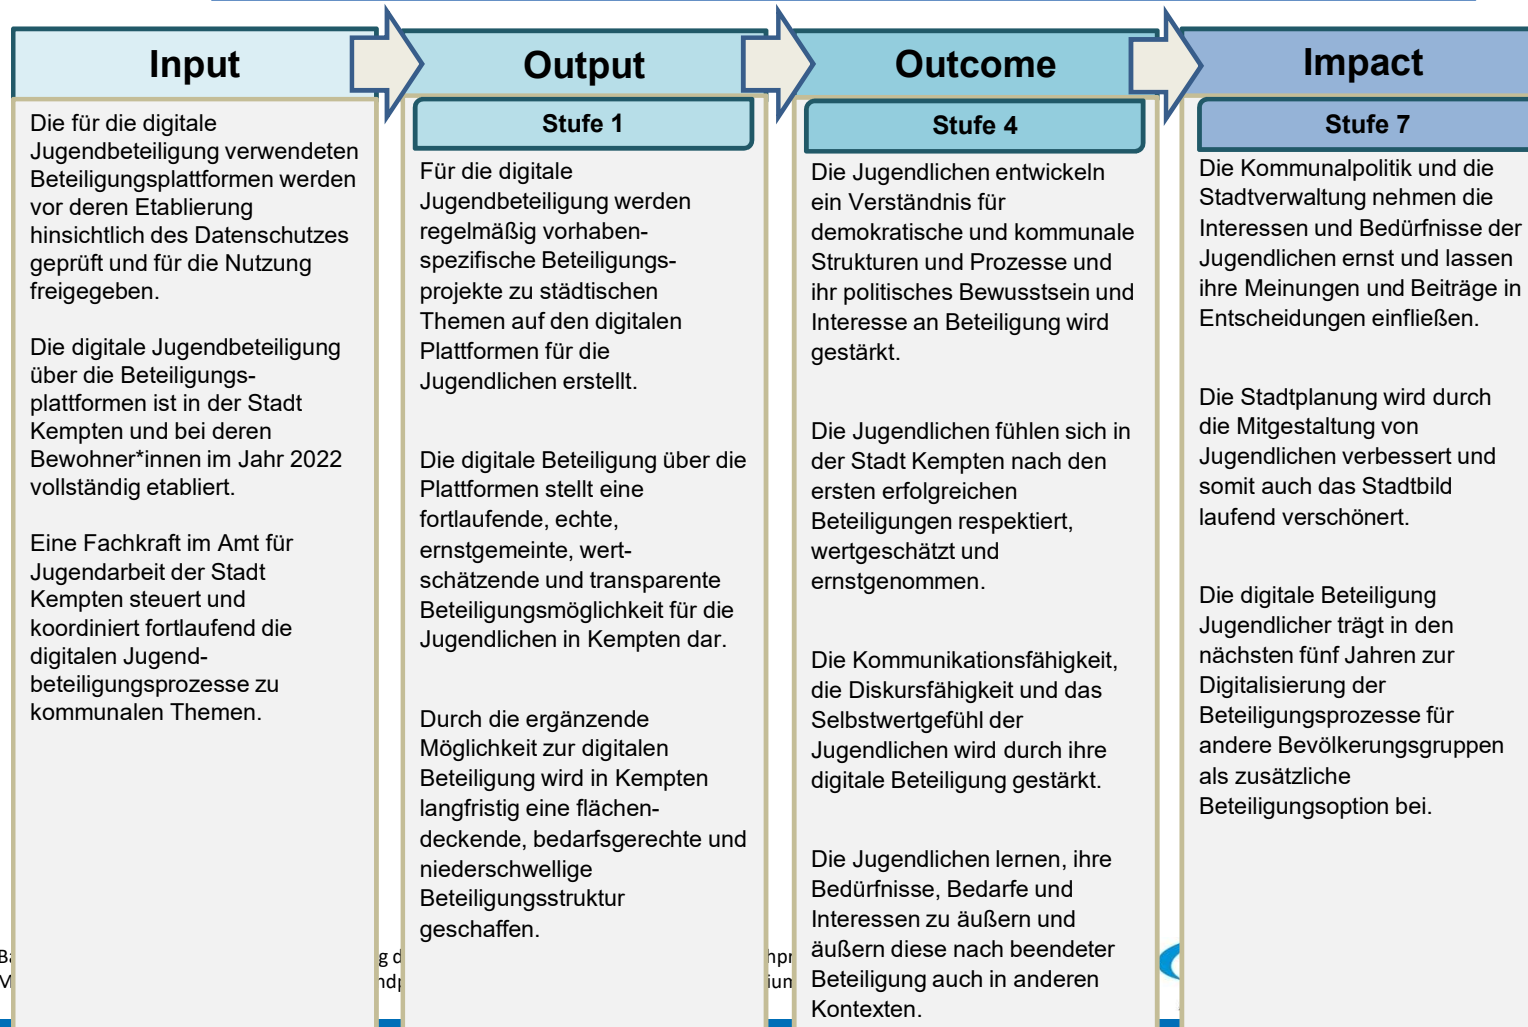 Input
Die für die digitale
Jugendbeteiligung verwendeten
Beteiligungsplattformen werden
vor deren Etablierung
hinsichtlich des Datenschutzes
geprüft und für die Nutzung
freigegeben.
Die digitale Jugendbeteiligung
über die Beteiligungs-
plattformen ist in der Stadt
Kempten und bei deren
Bewohner*innen im Jahr 2022
vollständig etabliert.
Eine Fachkraft im Amt für
Jugendarbeit der Stadt
Kempten steuert und
koordiniert fortlaufend die
digitalen Jugend-
beteiligungsprozesse zu
kommunalen Themen.
Output
Stufe 1
Für die digitale
Jugendbeteiligung werden
regelmäßig vorhaben-
spezifische Beteiligungs-
projekte zu städtischen
Themen auf den digitalen
Plattformen für die
Jugendlichen erstellt.
Die digitale Beteiligung über die
Plattformen stellt eine
fortlaufende, echte,
ernstgemeinte, wert-
schätzende und transparente
Beteiligungsmöglichkeit für die
Jugendlichen in Kempten dar.
Durch die ergänzende
Möglichkeit zur digitalen
Beteiligung wird in Kempten
langfristig eine flächen-
deckende, bedarfsgerechte und
niederschwellige
Beteiligungsstruktur
geschaffen.
Outcome
Stufe 4
Die Jugendlichen entwickeln
ein Verständnis für
demokratische und kommunale
Strukturen und Prozesse und
ihr politisches Bewusstsein und
Interesse an Beteiligung wird
gestärkt.
Die Jugendlichen fühlen sich in
der Stadt Kempten nach den
ersten erfolgreichen
Beteiligungen respektiert,
wertgeschätzt und
ernstgenommen.
Die Kommunikationsfähigkeit,
die Diskursfähigkeit und das
Selbstwertgefühl der
Jugendlichen wird durch ihre
digitale Beteiligung gestärkt.
Die Jugendlichen lernen, ihre
Bedürfnisse, Bedarfe und
Interessen zu äußern und
äußern diese nach beendeter
Beteiligung auch in anderen
Kontexten.
Impact
Stufe 7
Die Kommunalpolitik und die
Stadtverwaltung nehmen die
Interessen und Bedürfnisse der
Jugendlichen ernst und lassen
ihre Meinungen und Beiträge in
Entscheidungen einfließen.
Die Stadtplanung wird durch
die Mitgestaltung von
Jugendlichen verbessert und
somit auch das Stadtbild
laufend verschönert.
Die digitale Beteiligung
Jugendlicher trägt in den
nächsten fünf Jahren zur
Digitalisierung der
Beteiligungsprozesse für
andere Bevölkerungsgruppen
als zusätzliche
Beteiligungsoption bei.